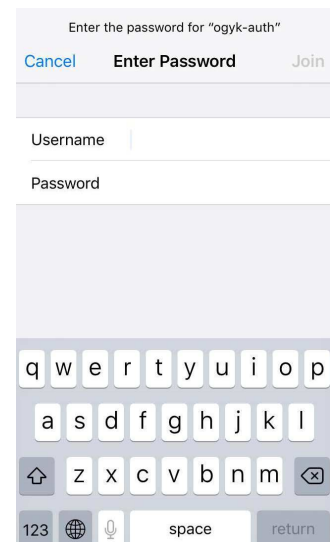 Enter the password for “ogyk-auth”
Cancel Enter Password Join
Username
Password
q w e r t y u i o p
a s d f g h j k l
z x c v b n m
123 space return